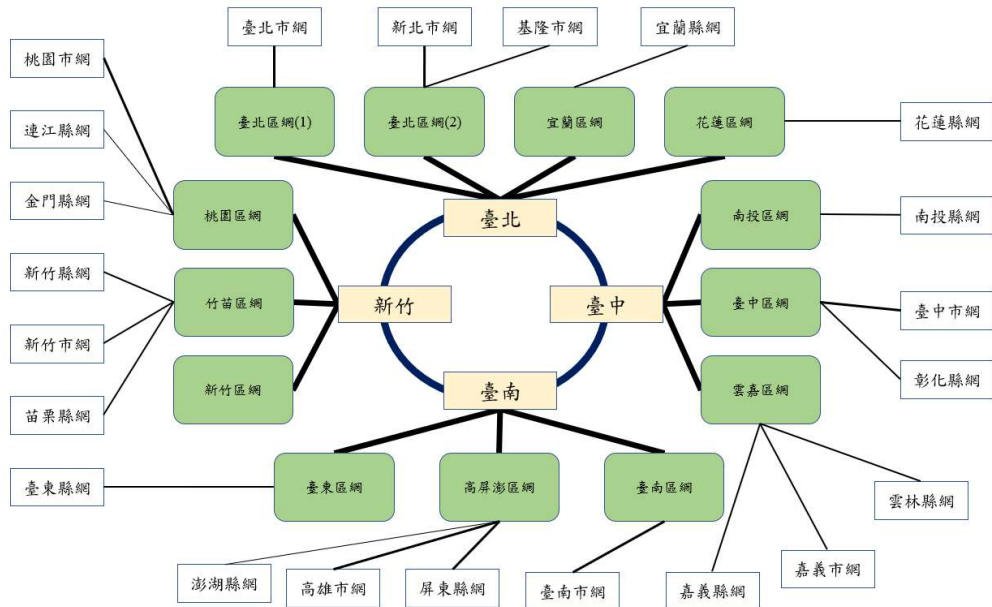 臺北市網
新北市網
基隆市網
宜蘭縣網
桃園市網
臺北區網(1)
臺北區網(2)
宜蘭區網
花蓮區網
花蓮縣網
連江縣網
金門縣網
桃園區網
臺北
南投區網
南投縣網
新竹縣網
竹苗區網
新竹
臺中
臺中區網
臺中市網
新竹市網
新竹區網
臺南
雲嘉區網
彰化縣網
苗栗縣網
臺東縣網
臺東區網
高屏澎區網
臺南區網
雲林縣網
澎湖縣網
高雄市網
屏東縣網
臺南市網
嘉義縣網
嘉義市網